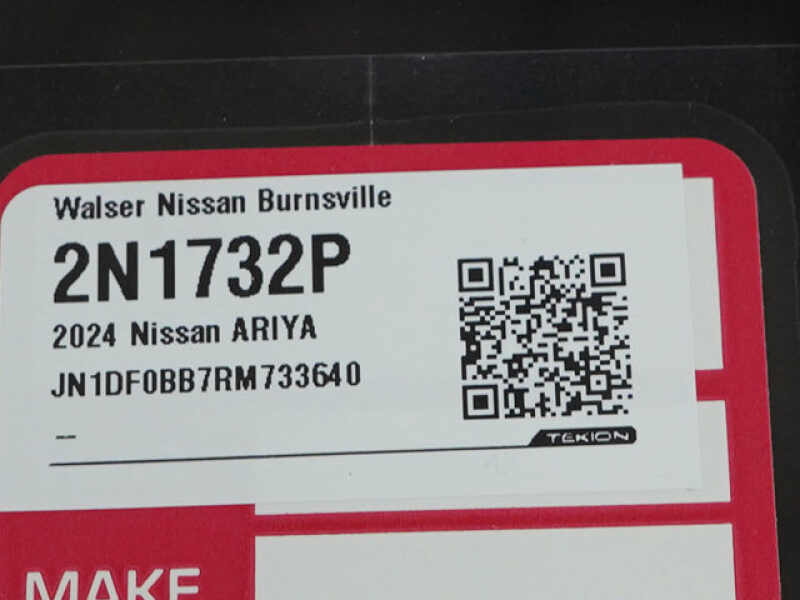 Walser Nissan Burnsville
2N1732P
2024 Nissan ARIYA
JN1DF0BB7RM733640
--
TEKION
MAKE